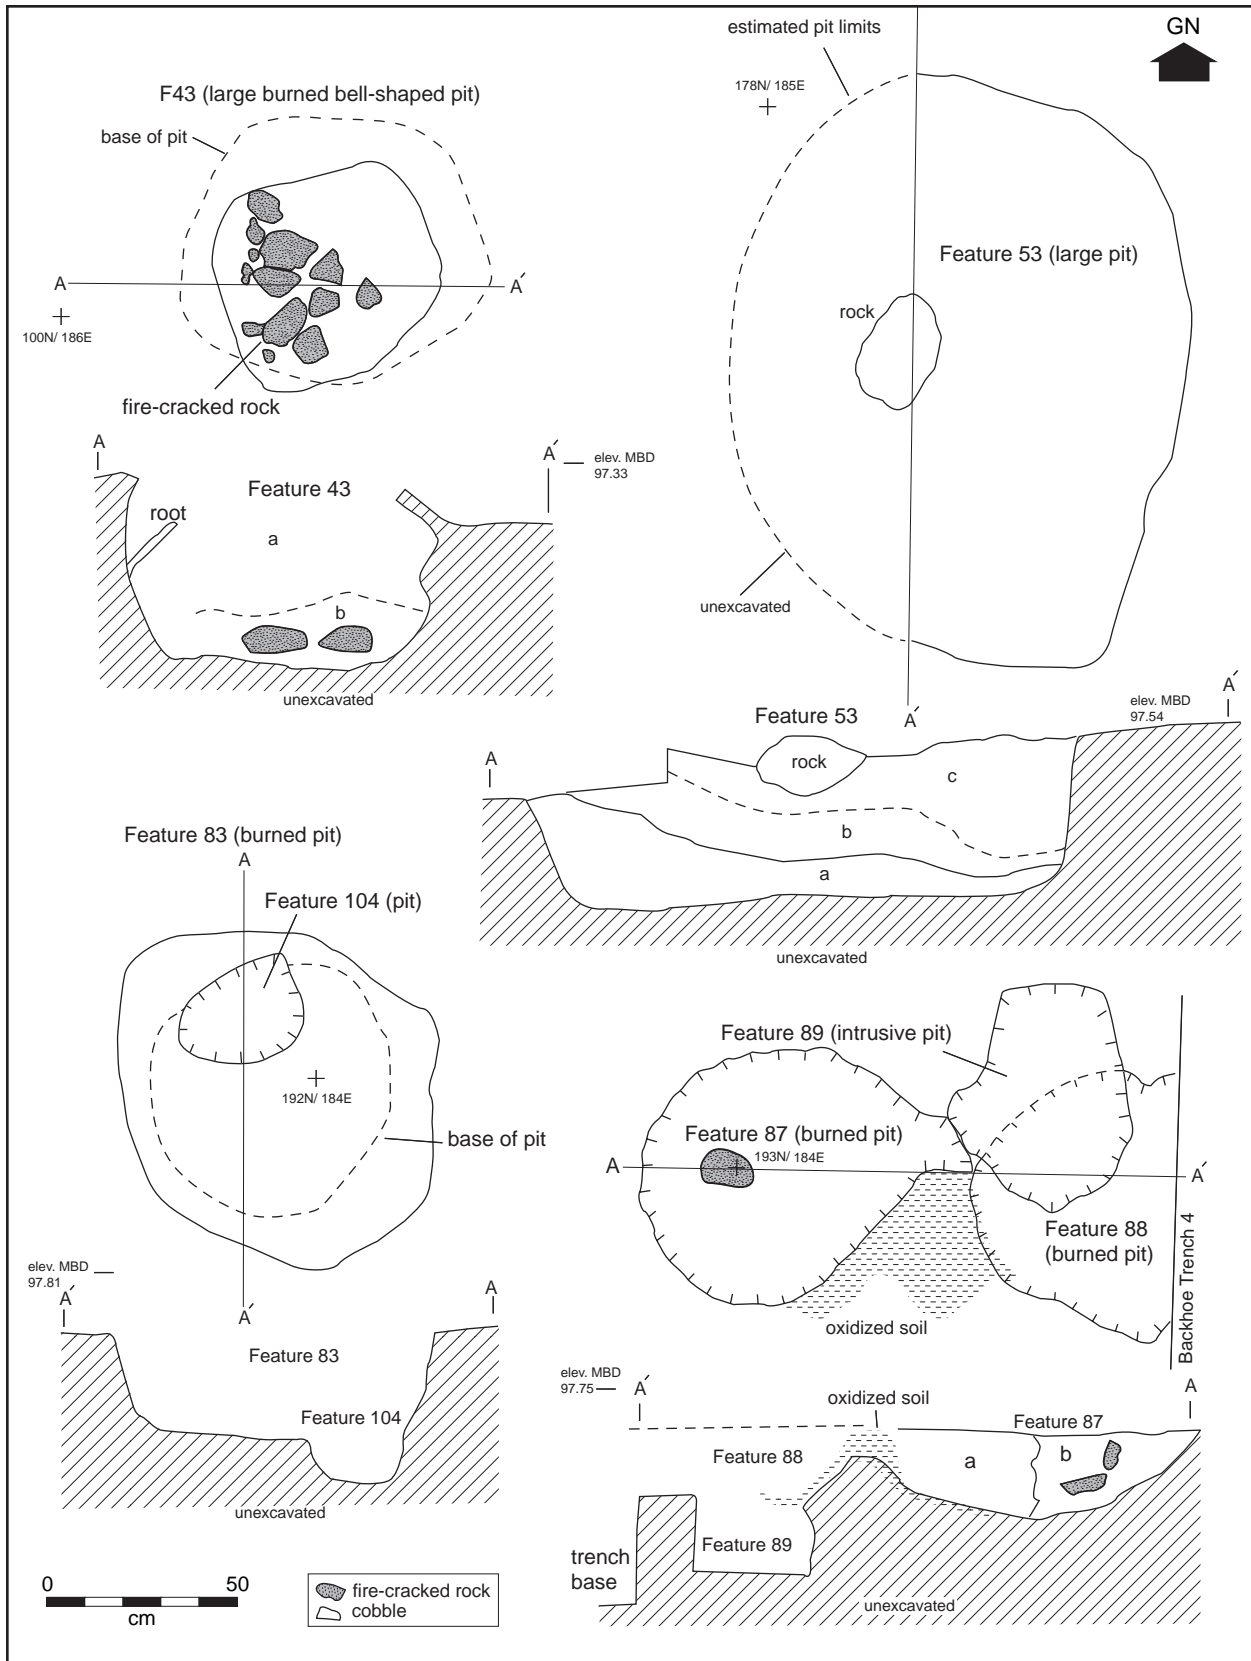 GN
estimated pit limits
178N/ 185E
F43 (large burned bell-shaped pit)
base of pit
A
A′
100N/ 186E
fire-cracked rock
Feature 53 (large pit)
rock
unexcavated
A′
A
A′
elev. MBD
97.33
Feature 43
root
a
b
unexcavated
Feature 53
elev. MBD
97.54
A′
A
rock
c
b
a
unexcavated
Feature 83 (burned pit)
A
Feature 104 (pit)
192N/ 184E
base of pit
A′
elev. MBD
97.81
A′
A
Feature 83
Feature 104
unexcavated
Feature 89 (intrusive pit)
Feature 87 (burned pit)
193N/ 184E
A
A′
Feature 88
(burned pit)
Backhoe Trench 4
oxidized soil
elev. MBD
97.75
A′
oxidized soil
A
Feature 87
Feature 88
a
b
Feature 89
trench
base
unexcavated
0
50
cm
fire-cracked rock
cobble